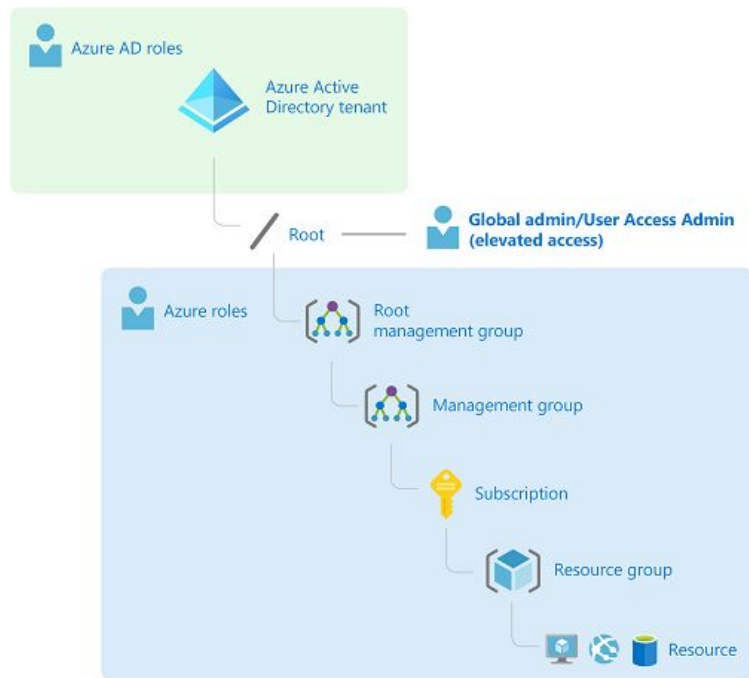 Azure AD roles
Azure Active
Directory tenant
Root
Global admin/User Access Admin
(elevated access)
Azure roles
Root
management group
Management group
Subscription
Resource group
Resource